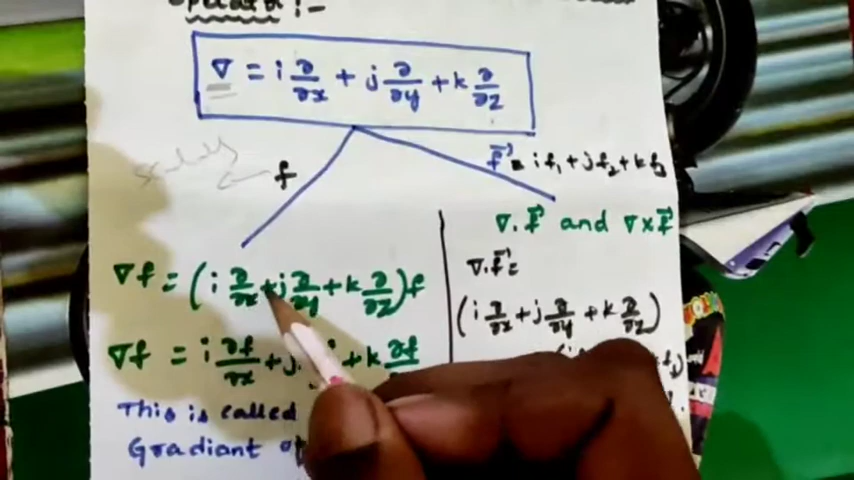 Operator :-
∇ = i ∂/∂x + j ∂/∂y + k ∂/∂z
f
f⃗ = if₁ + jf₂ + kf₃
∇f = (i ∂/∂x + j ∂/∂y + k ∂/∂z)f
∇f = i ∂f/∂x + j + k ∂f/
This is called
Gradiant of
∇.f⃗ and ∇×f⃗
∇.f⃗ =
(i ∂/∂x + j ∂/∂y + k ∂/∂z)